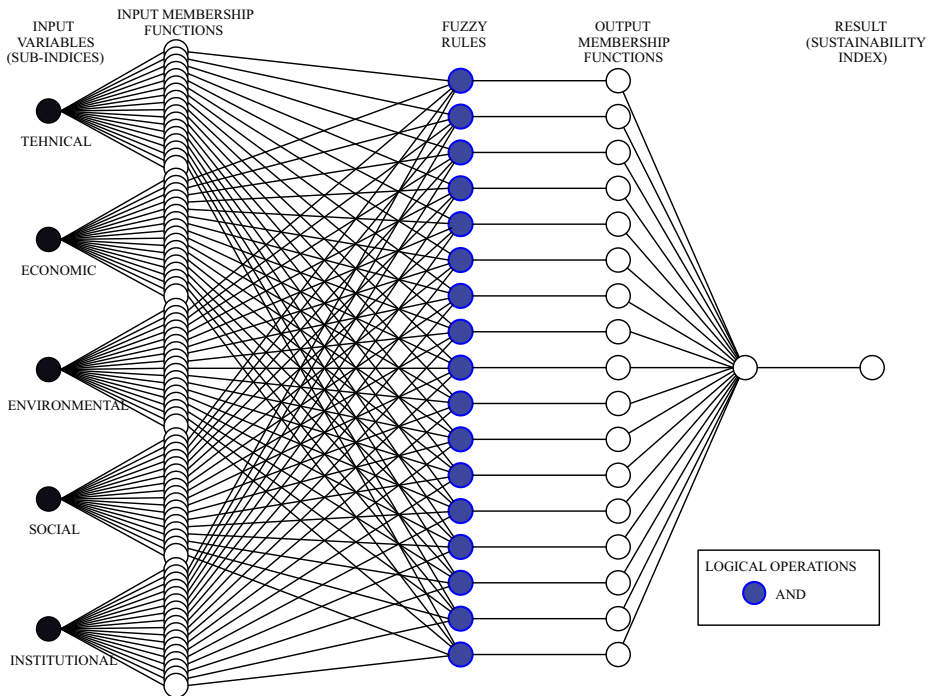 INPUT
VARIABLES
(SUB-INDICES)
INPUT MEMBERSHIP
FUNCTIONS
FUZZY
RULES
OUTPUT
MEMBERSHIP
FUNCTIONS
RESULT
(SUSTAINABILITY
INDEX)
TEHNICAL
ECONOMIC
ENVIRONMENTAL
SOCIAL
INSTITUTIONAL
LOGICAL OPERATIONS
AND